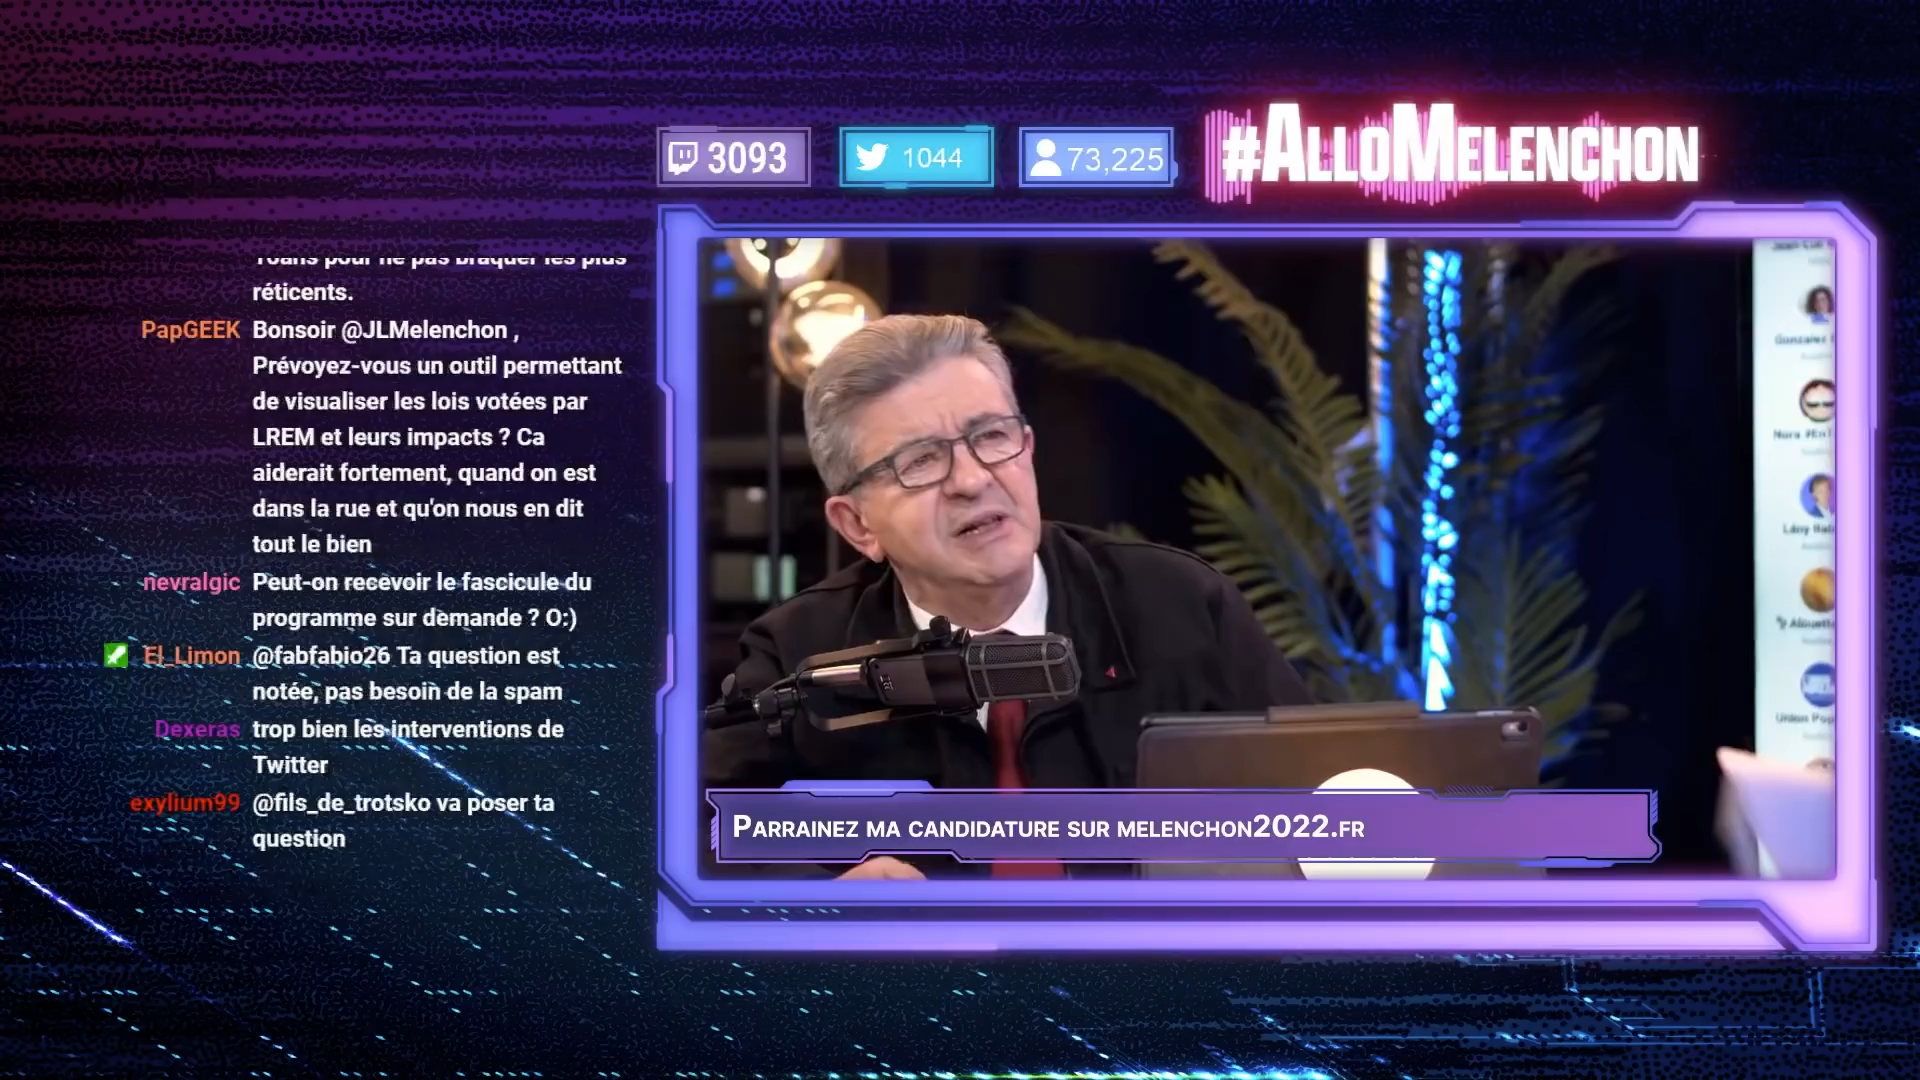 3093
1044
73,225
#ALLOMELENCHON
réticents.
PapGEEK Bonsoir @JLMelenchon ,
Prévoyez-vous un outil permettant
de visualiser les lois votées par
LREM et leurs impacts ? Ca
aiderait fortement, quand on est
dans la rue et qu'on nous en dit
tout le bien
nevralgic Peut-on recevoir le fascicule du
programme sur demande ? O:)
El_Limon @fabfabio26 Ta question est
notée, pas besoin de la spam
Dexeras trop bien les interventions de
Twitter
exylium99 @fils_de_trotsko va poser ta
question
Gonzalez
Union Pop
PARRAINEZ MA CANDIDATURE SUR MELENCHON2022.FR